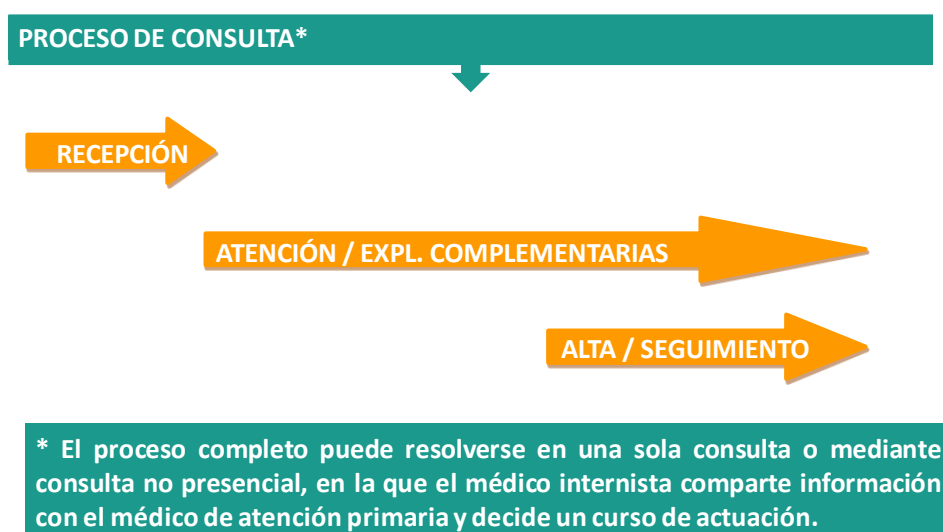 PROCESO DE CONSULTA*
RECEPCIÓN
ATENCIÓN / EXPL. COMPLEMENTARIAS
ALTA / SEGUIMIENTO
* El proceso completo puede resolverse en una sola consulta o mediante
consulta no presencial, en la que el médico internista comparte información
con el médico de atención primaria y decide un curso de actuación.